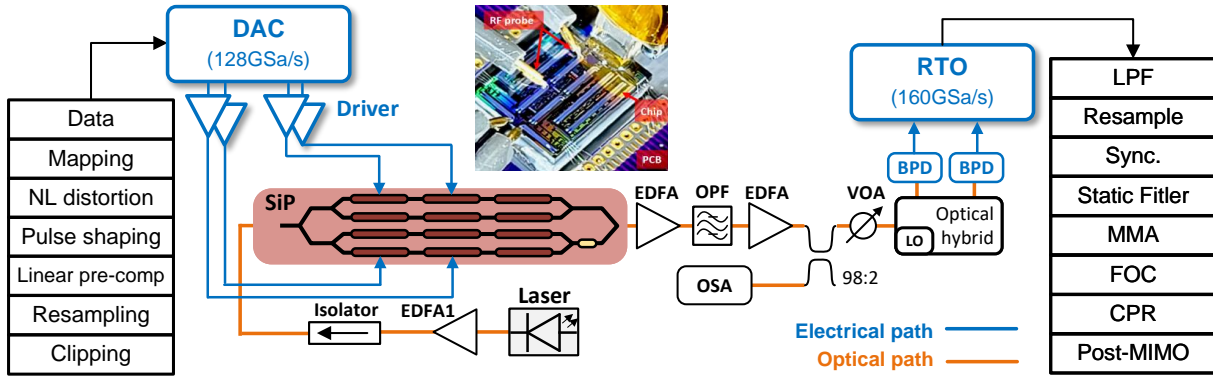 Data
Mapping
NL distortion
Pulse shaping
Linear pre-comp
Resampling
Clipping
DAC
(128GSa/s)
Driver
RF probe
Chip
PCB
SiP
Isolator
EDFA1
Laser
EDFA
OPF
EDFA
OSA
98:2
VOA
Optical
hybrid
LO
BPD
BPD
RTO
(160GSa/s)
Electrical path
Optical path
LPF
Resample
Sync.
Static Fitler
MMA
FOC
CPR
Post-MIMO